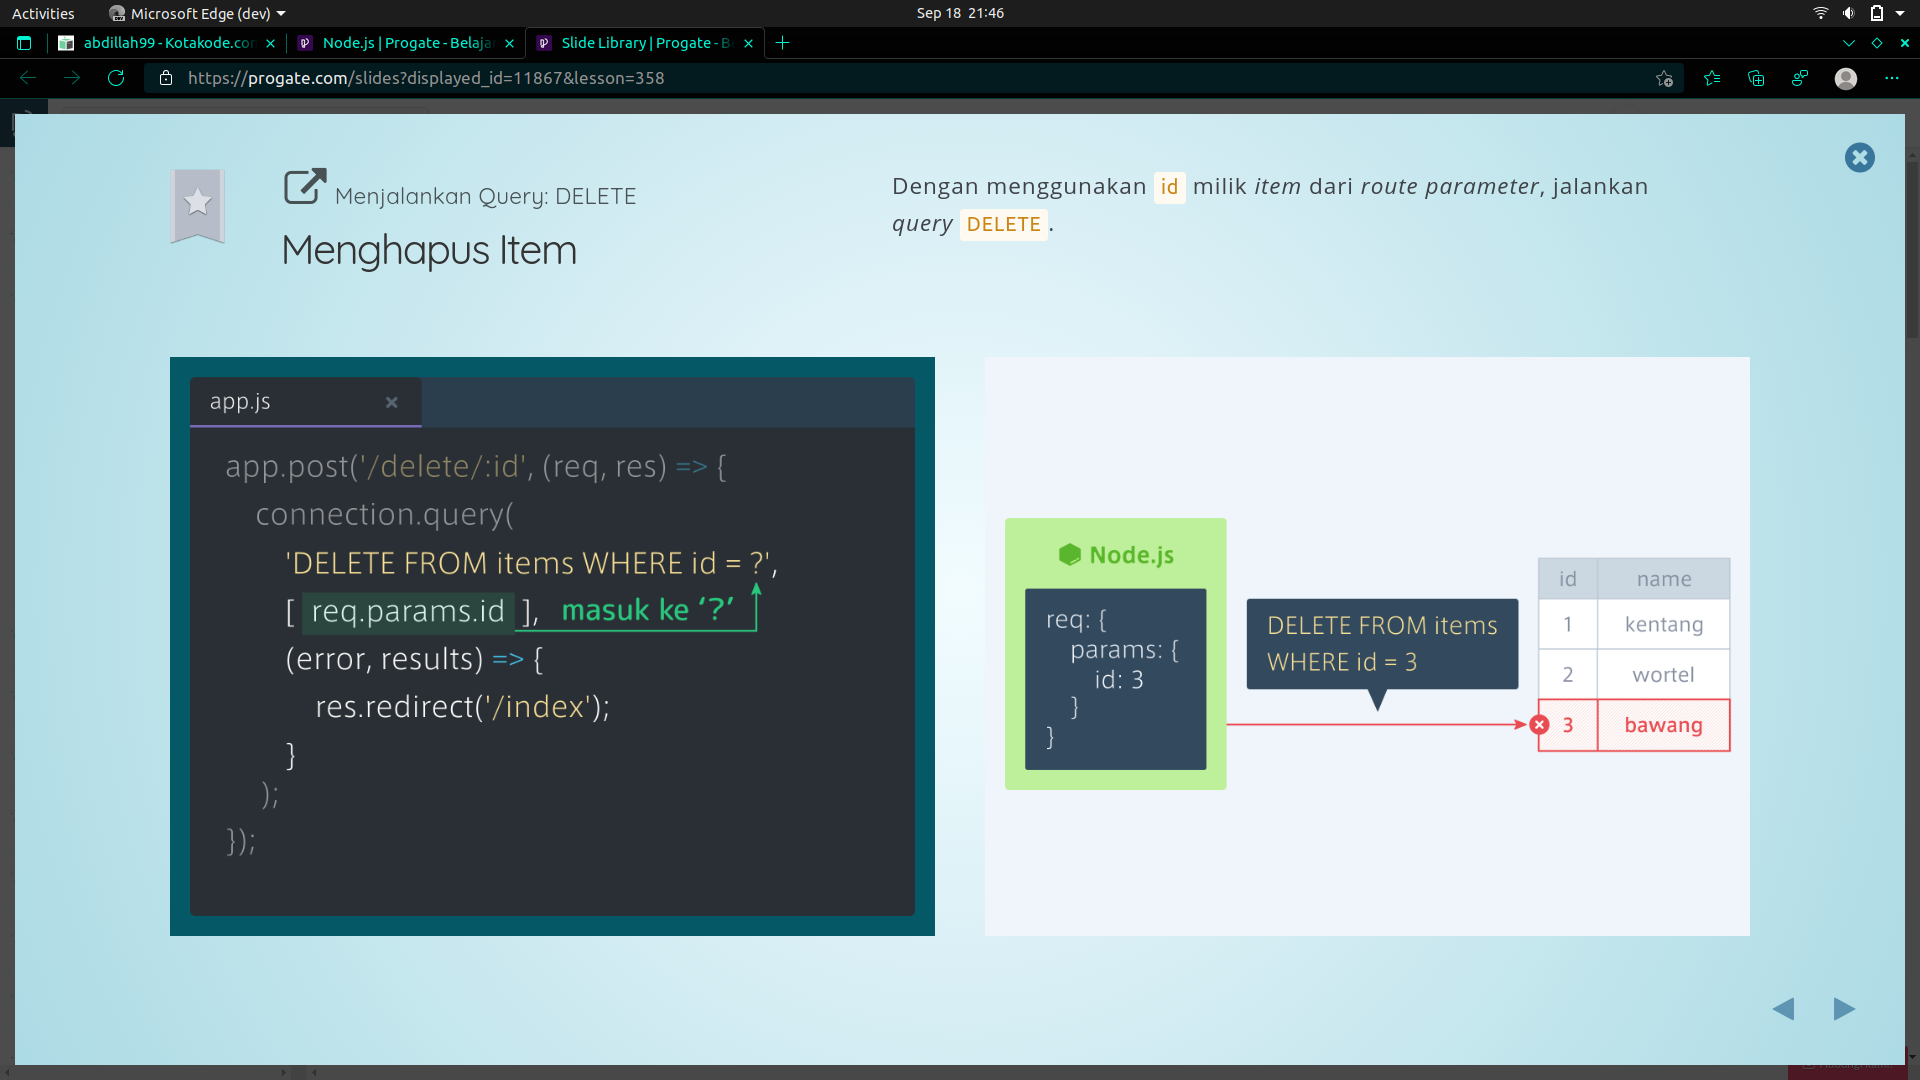 Activities
Microsoft Edge (dev)
Sep 18 21:46
abdillah99 - Kotakode.con
Node.js | Progate - Belaja
Slide Library | Progate - B
https://progate.com/slides?displayed_id=11867&lesson=358
Menjalankan Query: DELETE
Menghapus Item
Dengan menggunakan id milik item dari route parameter, jalankan
query DELETE.
app.js
app.post('/delete/:id', (req, res) => {
connection.query(
'DELETE FROM items WHERE id = ?',
[ req.params.id ], masuk ke ‘?’
(error, results) => {
res.redirect('/index');
}
);
});
Node.js
req: {
params: {
id: 3
}
}
DELETE FROM items
WHERE id = 3
id name
1 kentang
2 wortel
3 bawang